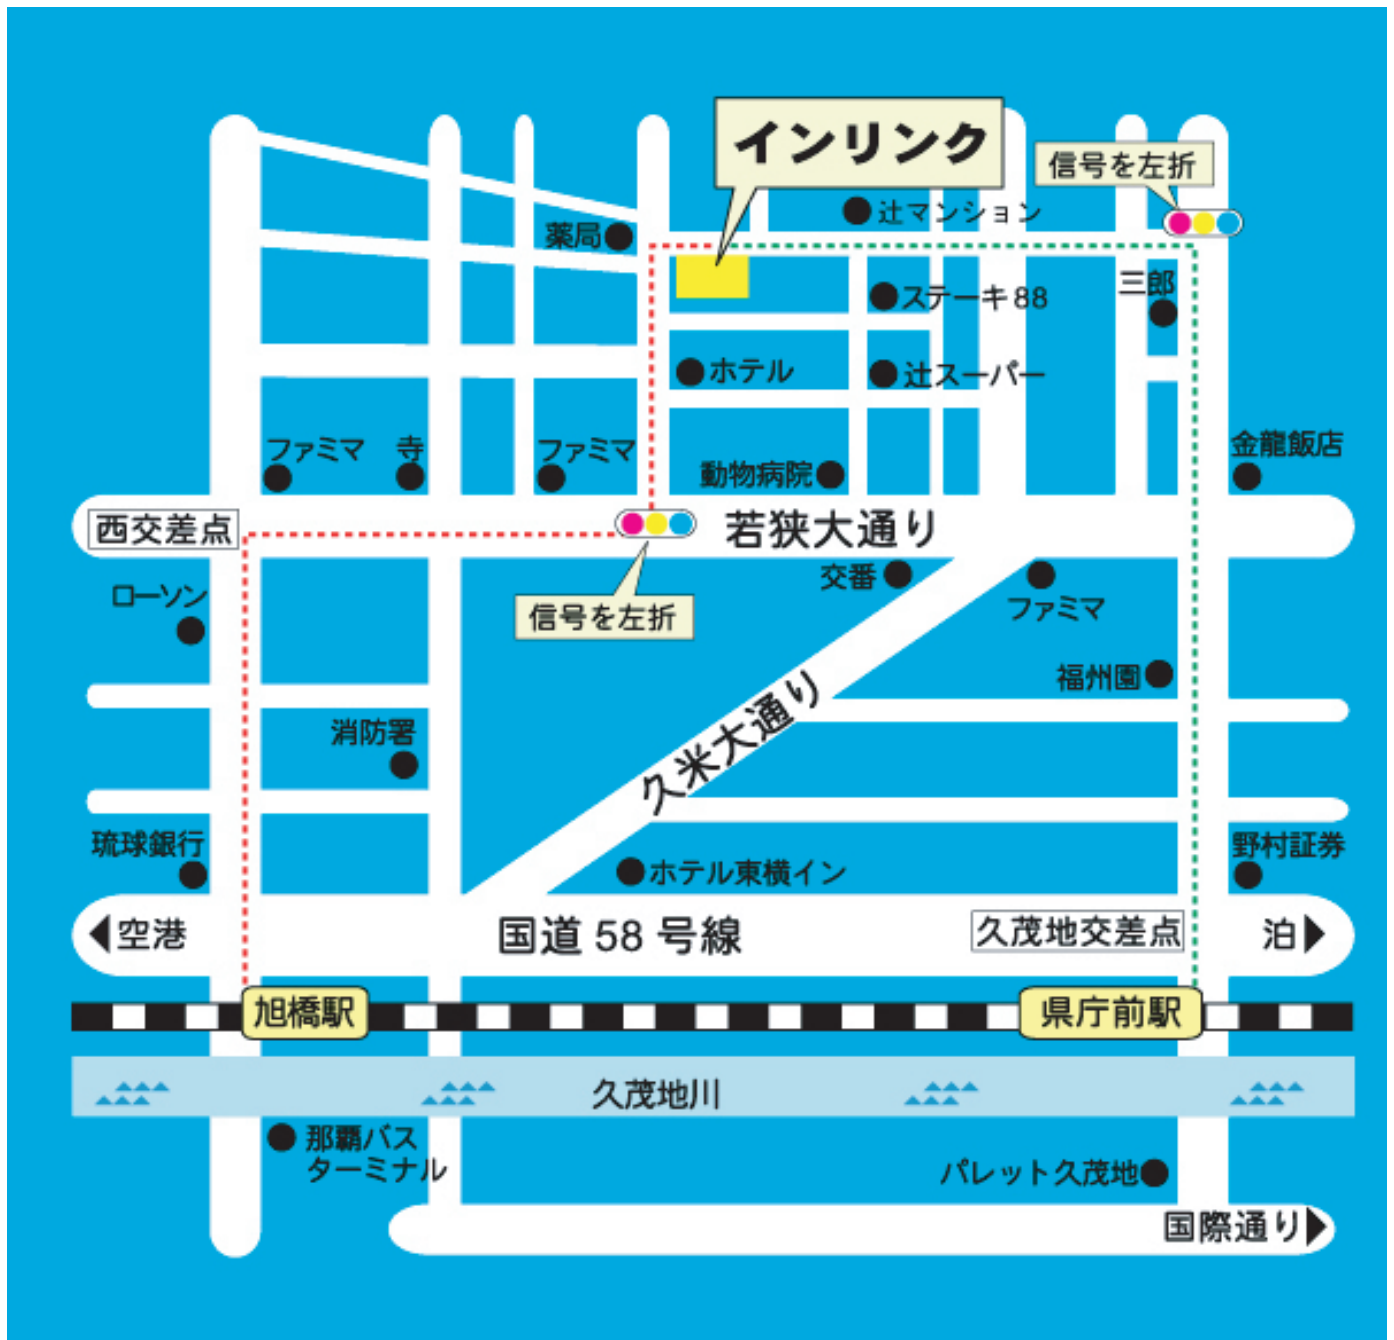 インリンク
信号を左折
辻マンション
薬局
三郎
ステーキ88
ホテル
辻スーパー
ファミマ
寺
ファミマ
動物病院
金龍飯店
西交差点
若狭大通り
交番
ファミマ
ローソン
信号を左折
福州園
久米大通り
消防署
琉球銀行
ホテル東横イン
野村証券
空港
国道58号線
久茂地交差点
泊
旭橋駅
県庁前駅
久茂地川
那覇バス
ターミナル
パレット久茂地
国際通り